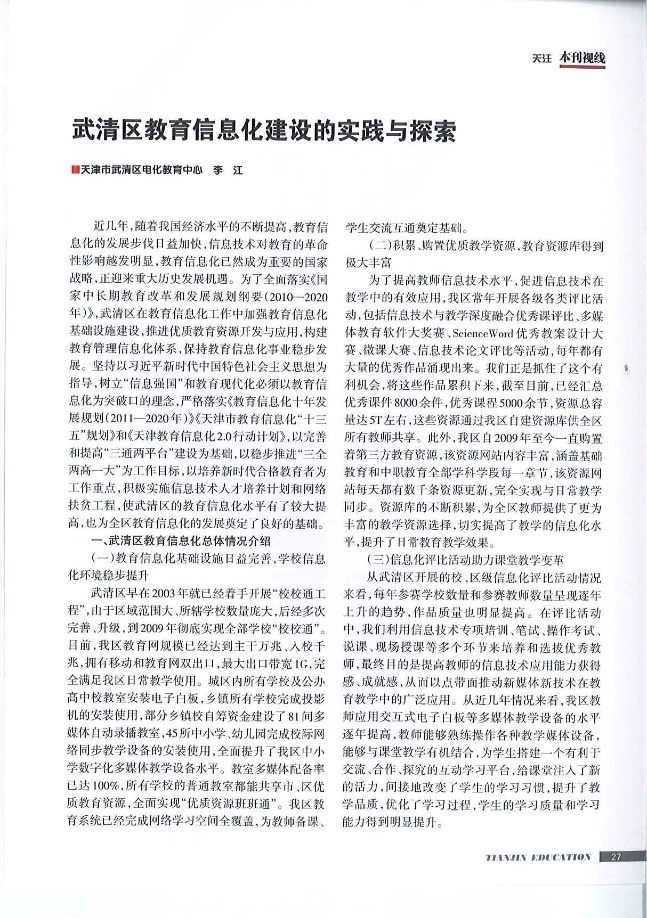 天汪 本刊视线
武清区教育信息化建设的实践与探索
■天津市武清区电化教育中心 李 江
近几年,随着我国经济水平的不断提高,教育信
息化的发展步伐日益加快,信息技术对教育的革命
性影响越发明显,教育信息化已然成为重要的国家
战略,正迎来重大历史发展机遇。为了全面落实《国
家中长期教育改革和发展规划纲要(2010—2020
年)》,武清区在教育信息化工作中加强教育信息化
基础设施建设,推进优质教育资源开发与应用,构建
教育管理信息化体系,保持教育信息化事业稳步发
展。坚持以习近平新时代中国特色社会主义思想为
指导,树立“信息强国”和教育现代化必须以教育信
息化为突破口的理念,严格落实《教育信息化十年发
展规划(2011—2020年)》《天津市教育信息化“十三
五”规划》和《天津教育信息化2.0行动计划》,以完善
和提高“三通两平台”建设为基础,以稳步推进“三全
两高一大”为工作目标,以培养新时代合格教育者为
工作重点,积极实施信息技术人才培养计划和网络
扶贫工程,使武清区的教育信息化水平有了较大提
高,也为全区教育信息化的发展奠定了良好的基础。
一、武清区教育信息化总体情况介绍
(一)教育信息化基础设施日益完善,学校信息
化环境稳步提升
武清区早在2003年就已经着手开展“校校通工
程”,由于区域范围大、所辖学校数量庞大,后经多次
完善、升级,到2009年彻底实现全部学校“校校通”。
目前,我区教育网规模已经达到主干万兆、入校千
兆,拥有移动和教育网双出口,最大出口带宽1G,完
全满足我区日常教学使用。城区内所有学校及公办
高中校教室安装电子白板,乡镇所有学校完成投影
机的安装使用,部分乡镇校自筹资金建设了81间多
媒体自动录播教室,45所中小学、幼儿园完成校际网
络同步教学设备的安装使用,全面提升了我区中小
学数字化多媒体教学设备水平。教室多媒体配备率
已达100%,所有学校的普通教室都能共享市、区优
质教育资源,全面实现“优质资源班班通”。我区教
育系统已经完成网络学习空间全覆盖,为教师备课、
学生交流互通奠定基础。
(二)积累、购置优质教学资源,教育资源库得到
极大丰富
为了提高教师信息技术水平,促进信息技术在
教学中的有效应用,我区常年开展各级各类评比活
动,包括信息技术与教学深度融合优秀课评比、多媒
体教育软件大奖赛、ScienceWord优秀教案设计大
赛、微课大赛、信息技术论文评比等活动,每年都有
大量的优秀作品涌现出来。我们正是抓住了这个有
利机会,将这些作品累积下来,截至目前,已经汇总
优秀课件8000余件,优秀课程5000余节,资源总容
量达5T左右,这些资源通过我区自建资源库供全区
所有教师共享。此外,我区自2009年至今一直购置
着第三方教育资源,该资源网站内容丰富,涵盖基础
教育和中职教育全部学科学段每一章节,该资源网
站每天都有数千条资源更新,完全实现与日常教学
同步。资源库的不断积累,为全区教师提供了更为
丰富的教学资源选择,切实提高了教学的信息化水
平,提升了日常教育教学效果。
(三)信息化评比活动助力课堂教学变革
从武清区开展的校、区级信息化评比活动情况
来看,每年参赛学校数量和参赛教师数量呈现逐年
上升的趋势,作品质量也明显提高。在评比活动
中,我们利用信息技术专项培训、笔试、操作考试、
说课、现场授课等多个环节来培养和选拔优秀教
师,最终目的是提高教师的信息技术应用能力获得
感、成就感,从而以点带面推动新媒体新技术在教
育教学中的广泛应用。从近几年情况来看,我区教
师应用交互式电子白板等多媒体教学设备的水平
逐年提高,教师能够熟练操作各种教学媒体设备,
能够与课堂教学有机结合,为学生搭建一个有利于
交流、合作、探究的互动学习平台,给课堂注入了新
的活力,间接地改变了学生的学习习惯,提升了教
学品质,优化了学习过程,学生的学习质量和学习
能力得到明显提升。
TIANJIN EDUCATION 27